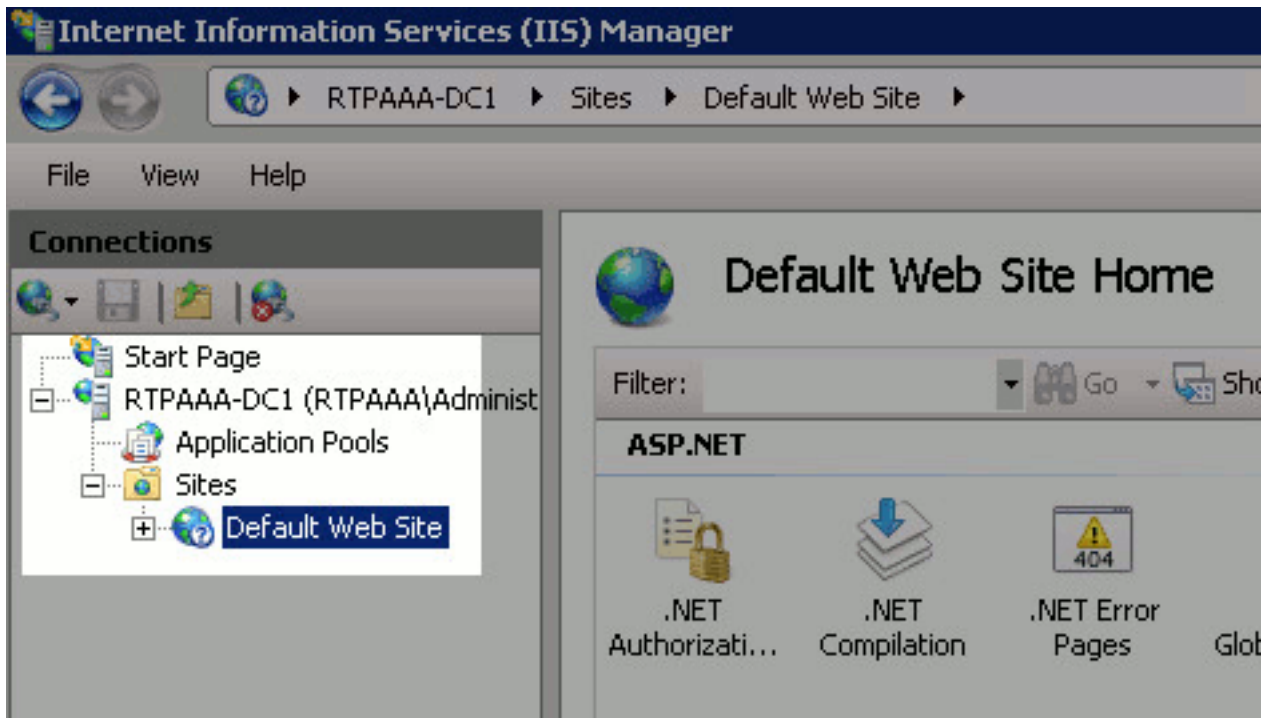 Internet Information Services (IIS) Manager
RTPAAA-DC1 Sites Default Web Site
File View Help
Connections
Start Page
RTPAAA-DC1 (RTPAAA\Administ
Application Pools
Sites
Default Web Site
Default Web Site Home
Filter: Go Sho
ASP.NET
404
.NET Authorizati...
.NET Compilation
.NET Error Pages
Glob